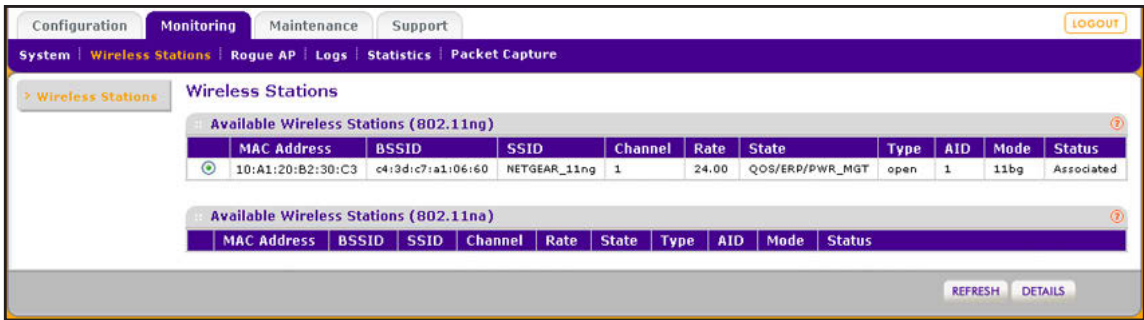 Configuration Monitoring Maintenance Support LOGOUT
System Wireless Stations Rogue AP Logs Statistics Packet Capture
> Wireless Stations
Wireless Stations
Available Wireless Stations (802.11ng) ?
MAC Address BSSID SSID Channel Rate State Type AID Mode Status
10:A1:20:B2:30:C3 c4:3d:c7:a1:06:60 NETGEAR_11ng 1 24.00 QOS/ERP/PWR_MGT open 1 11bg Associated
Available Wireless Stations (802.11na) ?
MAC Address BSSID SSID Channel Rate State Type AID Mode Status
REFRESH DETAILS